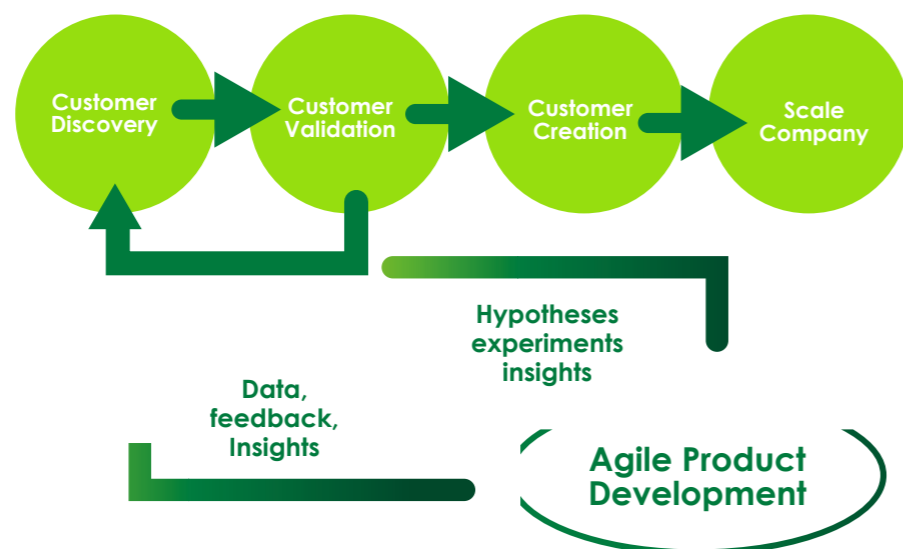 Customer
Discovery
Customer
Validation
Customer
Creation
Scale
Company
Hypotheses
experiments
insights
Data,
feedback,
Insights
Agile Product
Development